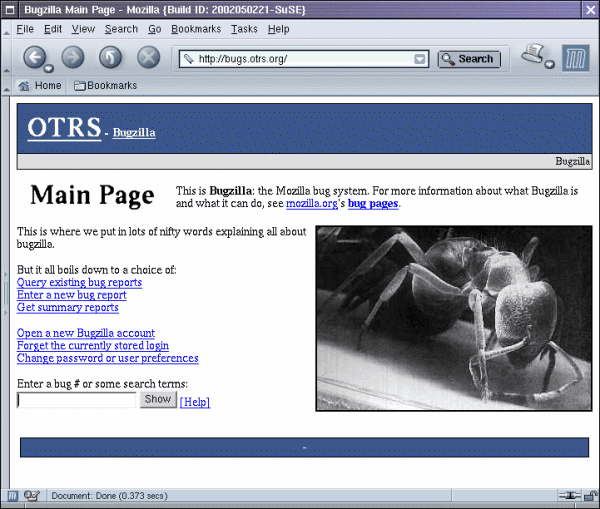 Bugzilla Main Page - Mozilla {Build ID: 2002050221-SuSE}
File Edit View Search Go Bookmarks Tasks Help
http://bugs.otrs.org/ Search
Home Bookmarks
OTRS - Bugzilla
Bugzilla
Main Page
This is Bugzilla: the Mozilla bug system. For more information about what Bugzilla is
and what it can do, see mozilla.org's bug pages.
This is where we put in lots of nifty words explaining all about
bugzilla.
But it all boils down to a choice of:
Query existing bug reports
Enter a new bug report
Get summary reports
Open a new Bugzilla account
Forget the currently stored login
Change password or user preferences
Enter a bug # or some search terms:
Show [Help]
-
Document: Done (0.373 secs)